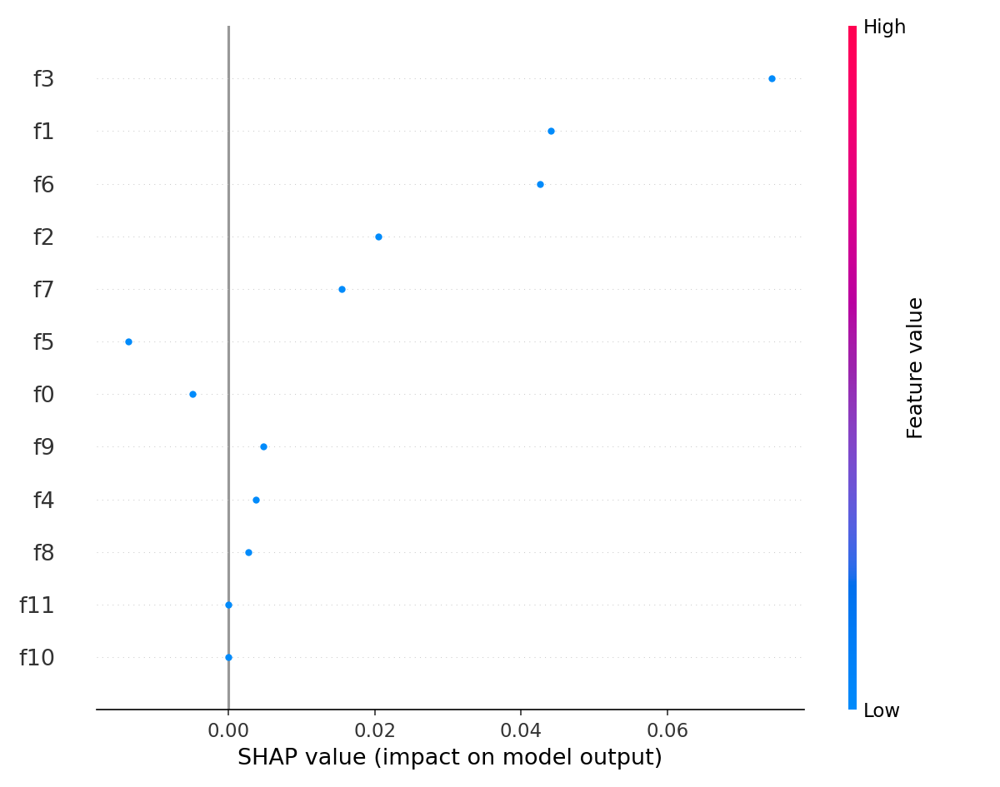 High
f3
f1
f6
f2
f7
f5
f0
f9
f4
f8
f11
f10
Feature value
Low
0.00 0.02 0.04 0.06
SHAP value (impact on model output)